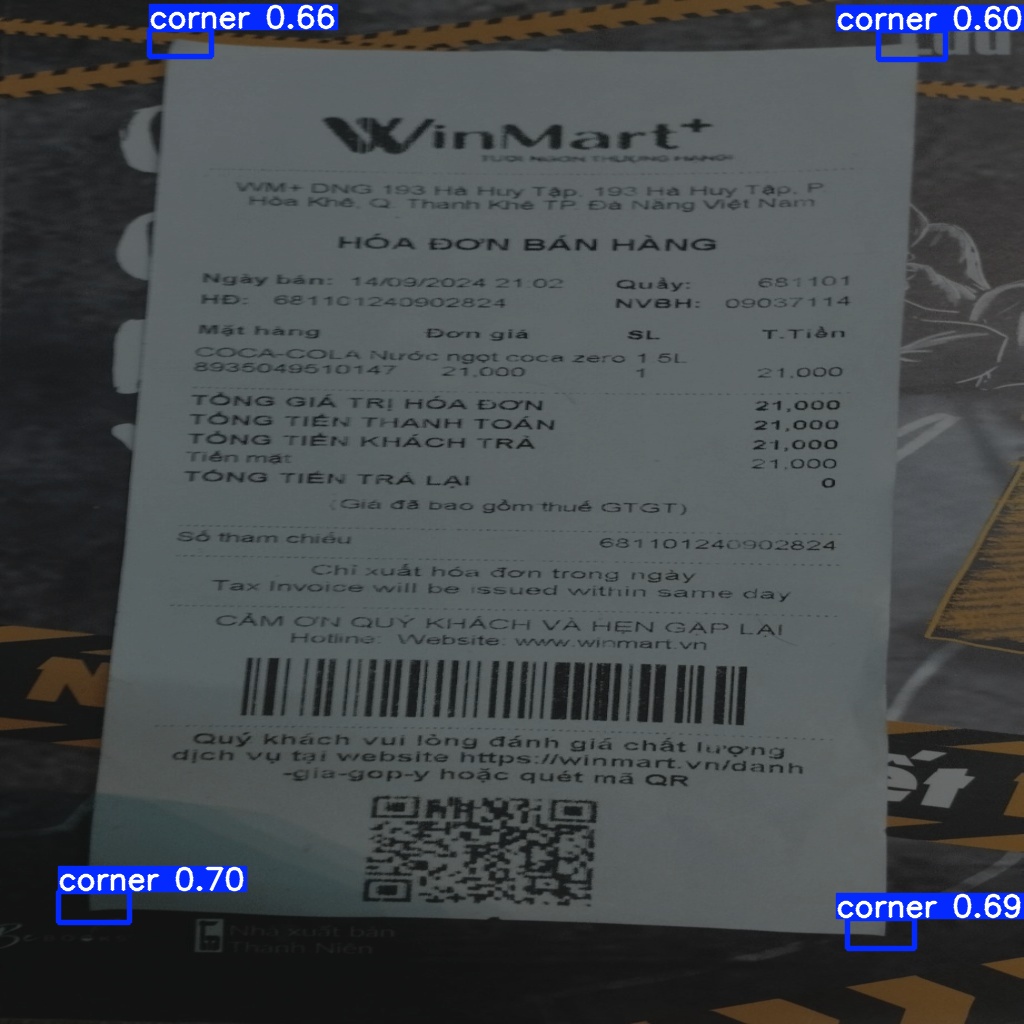 corner 0.66
corner 0.60
WinMart+
TƯƠI NGON THƯỢNG HẠNG!
WM+ DNG 193 Hà Huy Tập, 193 Hà Huy Tập, P.
Hòa Khê, Q. Thanh Khê TP. Đà Nẵng Việt Nam
HÓA ĐƠN BÁN HÀNG
Ngày bán: 14/09/2024 21:02 Quầy: 681101
HĐ: 681101240902824 NVBH: 09037114
Mặt hàng Đơn giá SL T.Tiền
COCA-COLA Nước ngọt coca zero 1.5L
8935049510147 21,000 1 21,000
TỔNG GIÁ TRỊ HÓA ĐƠN 21,000
TỔNG TIỀN THANH TOÁN 21,000
TỔNG TIỀN KHÁCH TRẢ 21,000
Tiền mặt 21,000
TỔNG TIỀN TRẢ LẠI 0
(Giá đã bao gồm thuế GTGT)
Số tham chiếu 681101240902824
Chỉ xuất hóa đơn trong ngày
Tax Invoice will be issued within same day
CẢM ƠN QUÝ KHÁCH VÀ HẸN GẶP LẠI
Hotline: Website: www.winmart.vn
Quý khách vui lòng đánh giá chất lượng
dịch vụ tại website https://winmart.vn/danh
-gia-gop-y hoặc quét mã QR
corner 0.70
corner 0.69
Nhà xuất bản
Thanh Niên